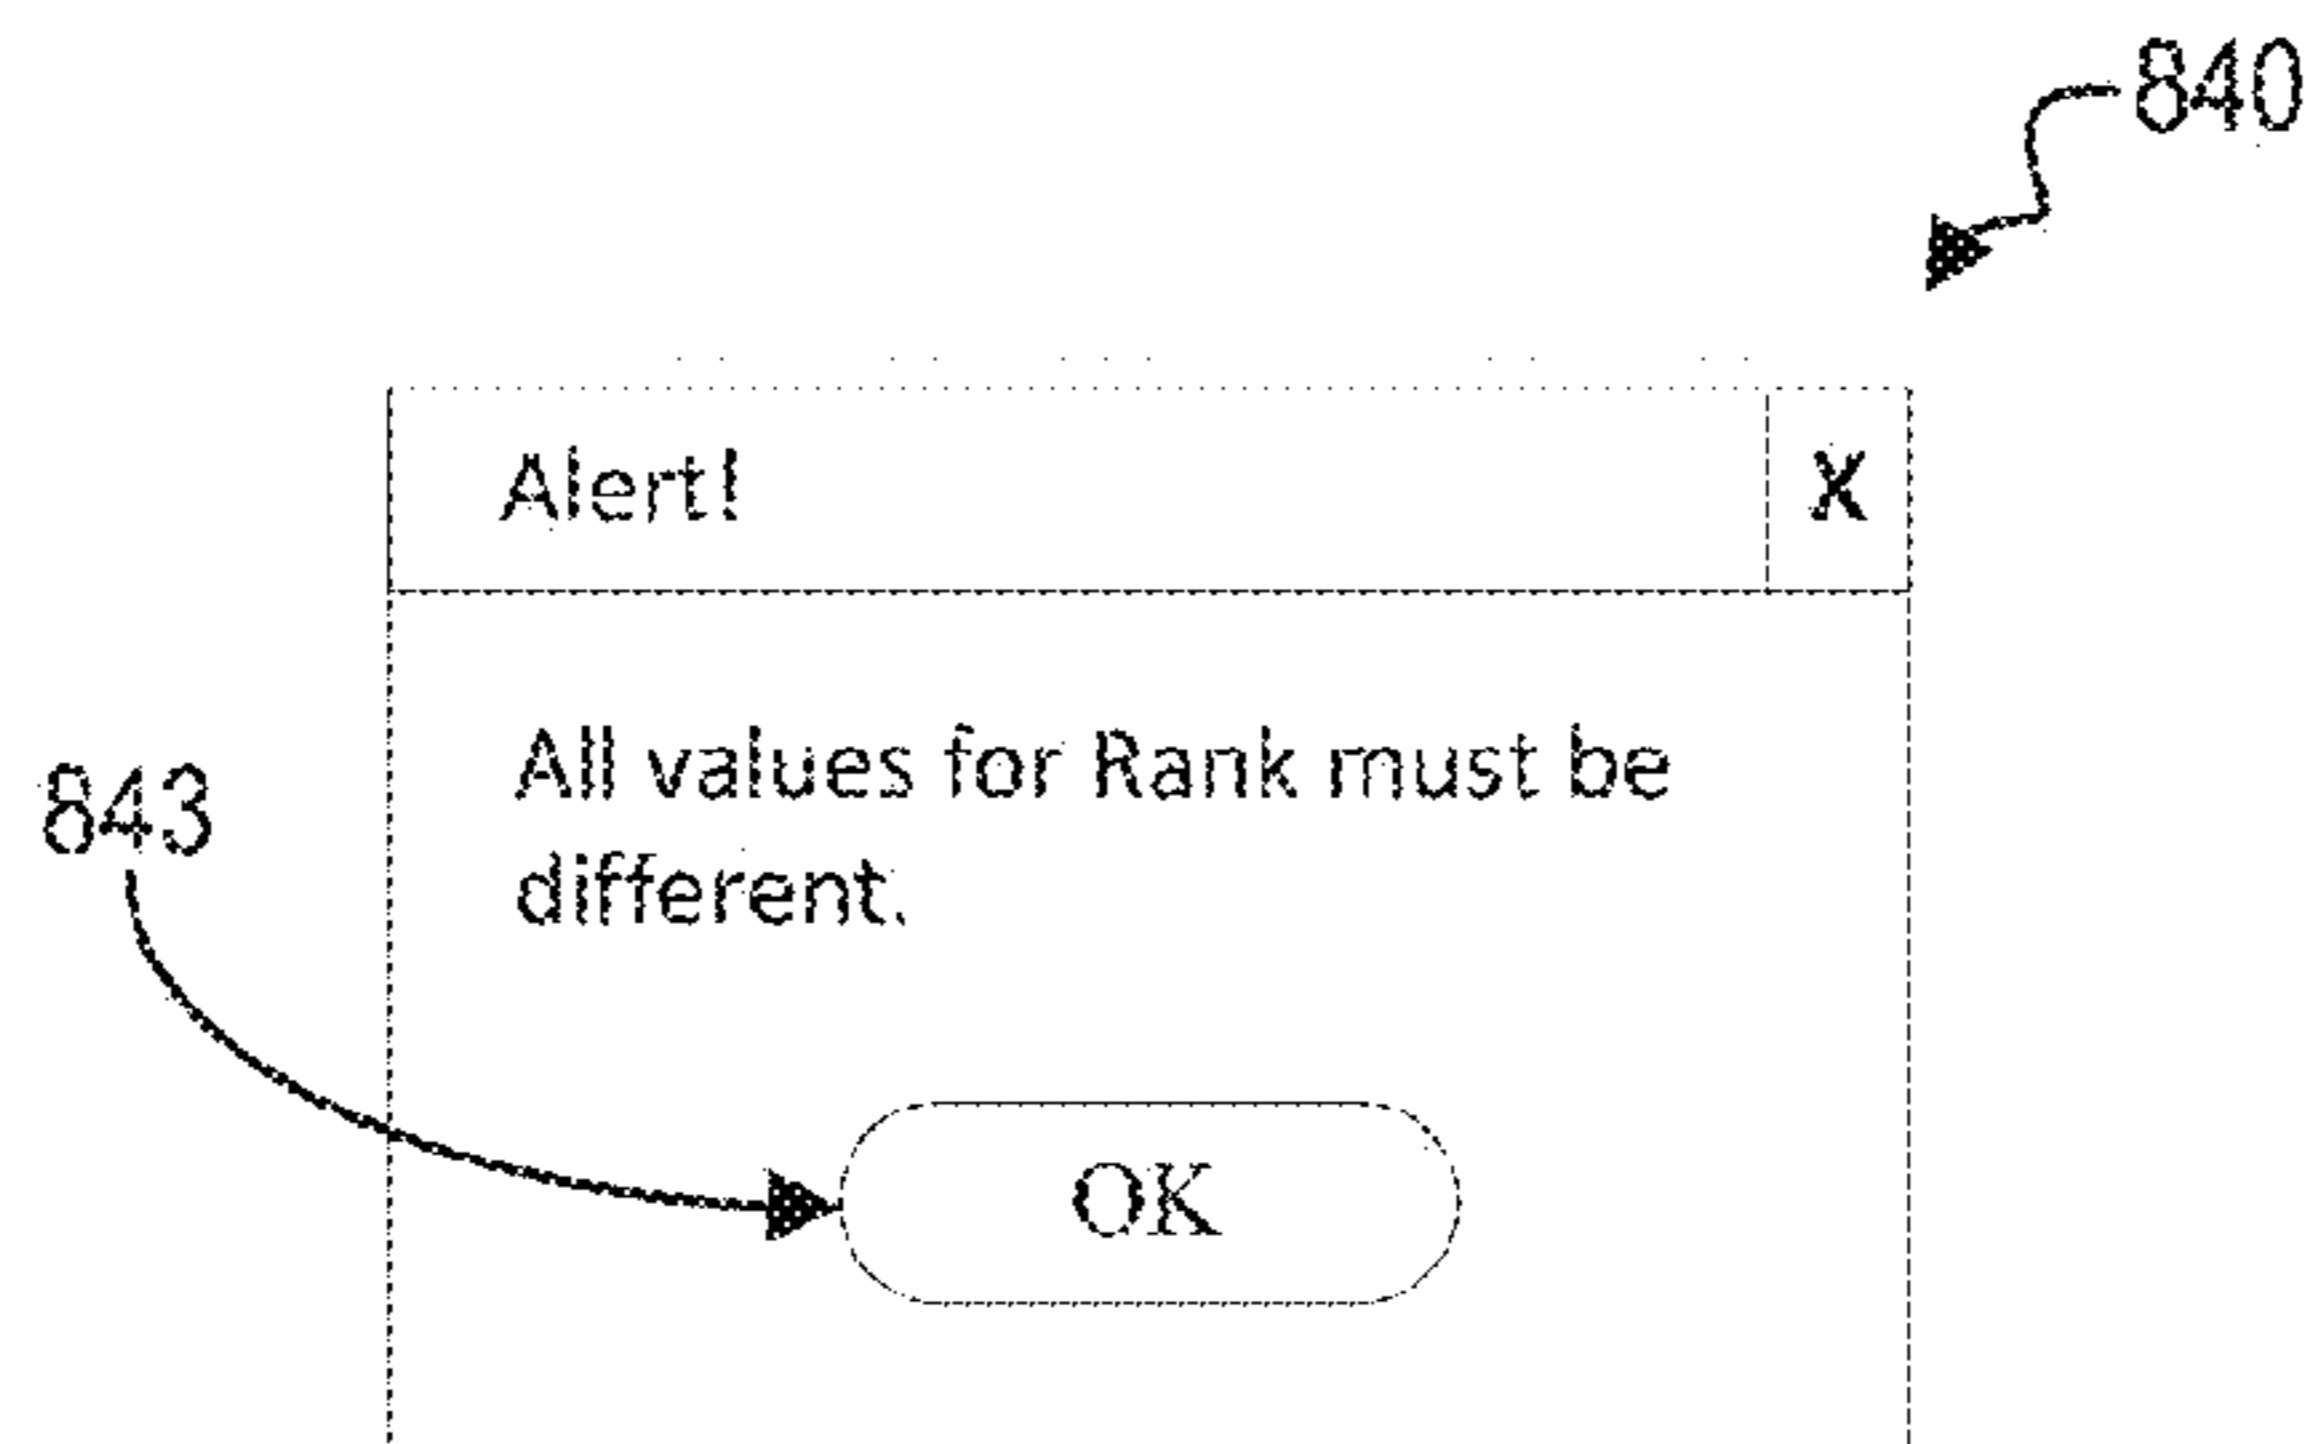 840
Alert! X
All values for Rank must be
different.
843
OK